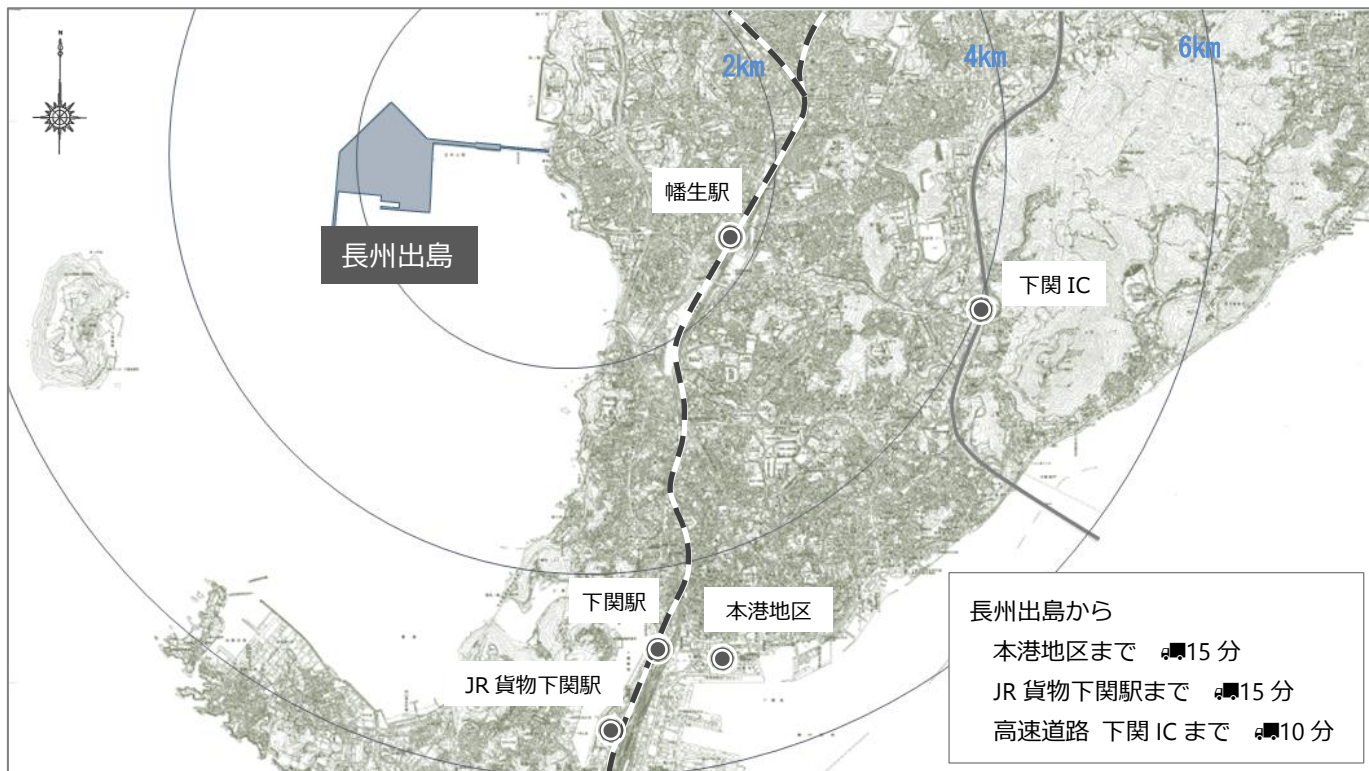 N
2km
4km
6km
幡生駅
長州出島
下関 IC
下関駅
本港地区
JR 貨物下関駅
長州出島から
本港地区まで 15 分
JR 貨物下関駅まで 15 分
高速道路 下関 IC まで 10 分